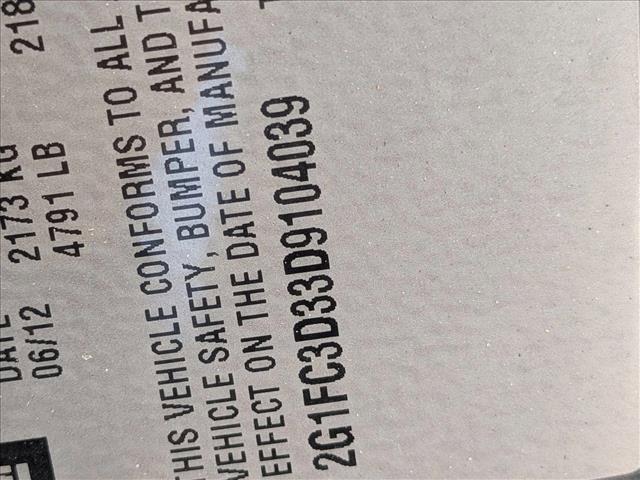 DATE
06/12
2173 KG
4791 LB
218
THIS VEHICLE CONFORMS TO ALL
VEHICLE SAFETY, BUMPER, AND T
EFFECT ON THE DATE OF MANUFA
2G1FC3D33D9104039